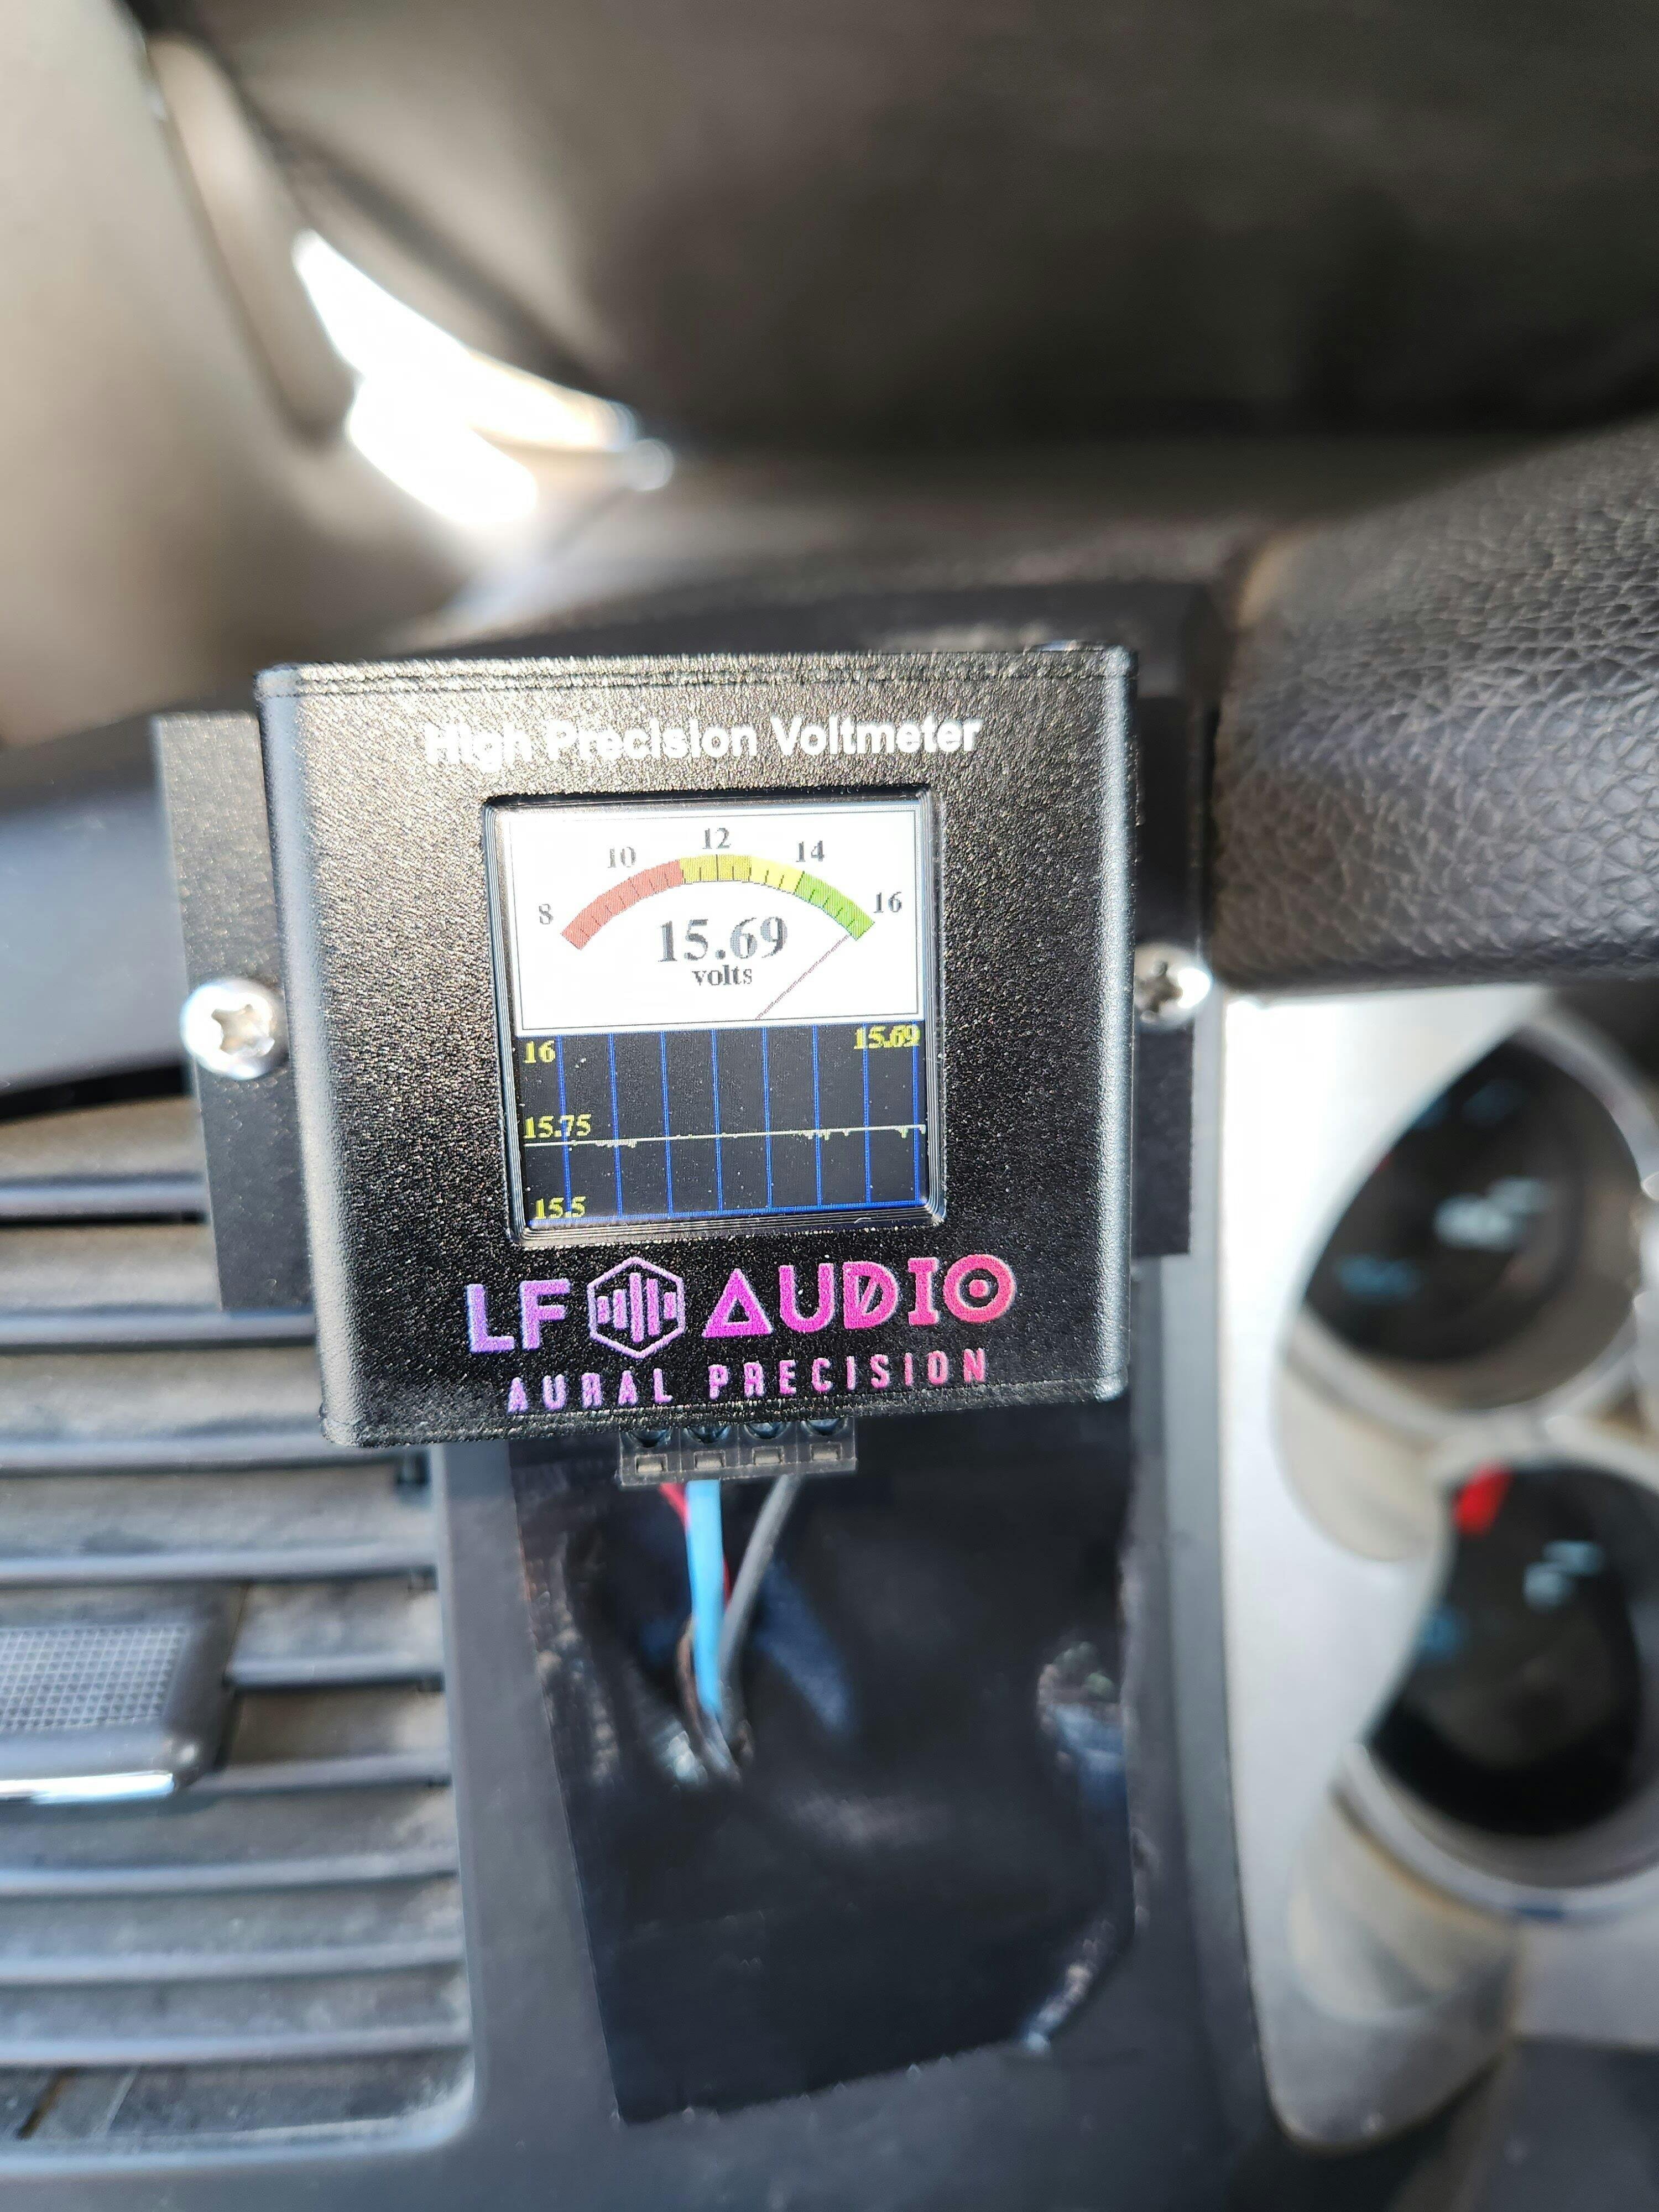 High Precision Voltmeter
8 10 12 14 16
15.69
volts
16 15.69
15.75
15.5
LF AUDIO
AURAL PRECISION